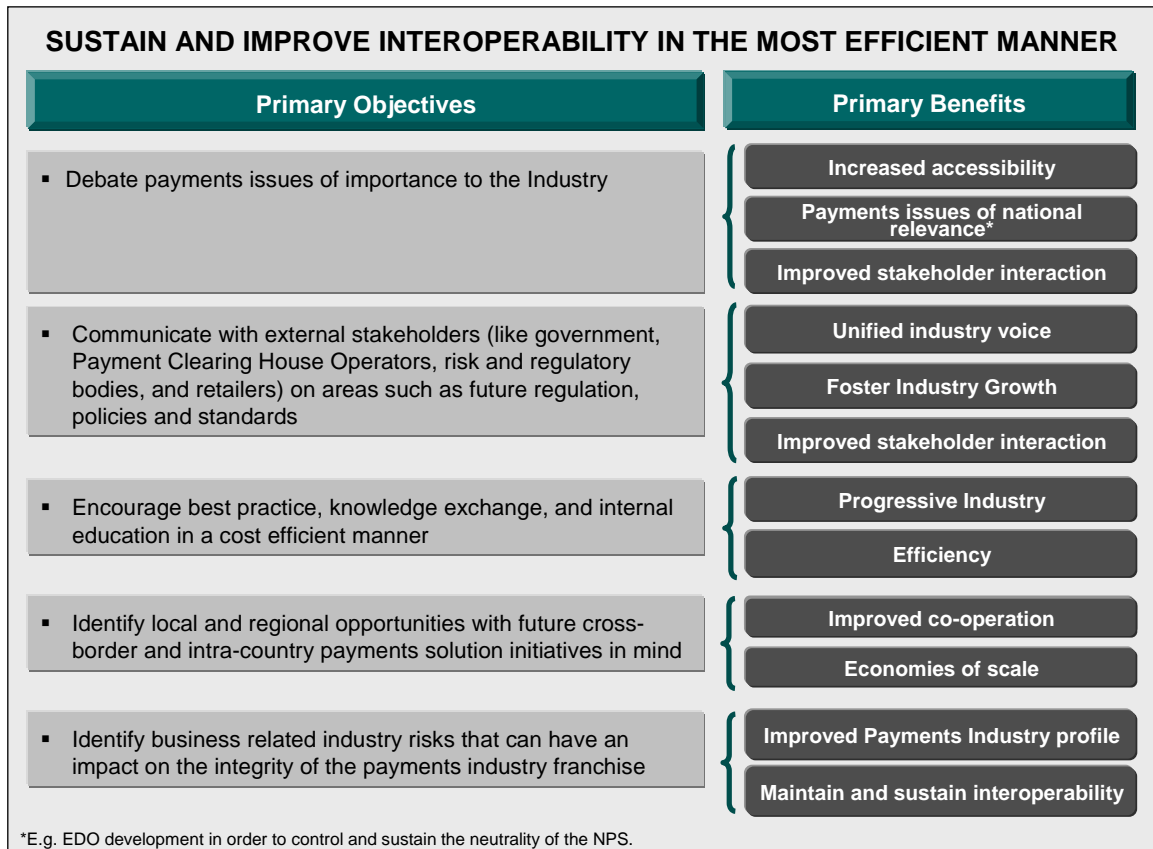 SUSTAIN AND IMPROVE INTEROPERABILITY IN THE MOST EFFICIENT MANNER
Primary Objectives
Primary Benefits
▪ Debate payments issues of importance to the Industry
Increased accessibility
Payments issues of national
relevance*
Improved stakeholder interaction
▪ Communicate with external stakeholders (like government,
Payment Clearing House Operators, risk and regulatory
bodies, and retailers) on areas such as future regulation,
policies and standards
Unified industry voice
Foster Industry Growth
Improved stakeholder interaction
▪ Encourage best practice, knowledge exchange, and internal
education in a cost efficient manner
Progressive Industry
Efficiency
▪ Identify local and regional opportunities with future cross-
border and intra-country payments solution initiatives in mind
Improved co-operation
Economies of scale
▪ Identify business related industry risks that can have an
impact on the integrity of the payments industry franchise
Improved Payments Industry profile
Maintain and sustain interoperability
*E.g. EDO development in order to control and sustain the neutrality of the NPS.